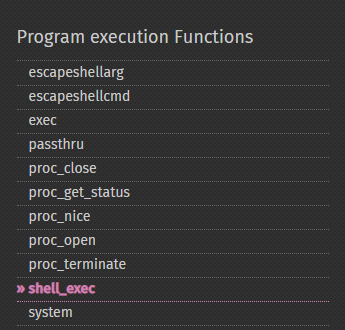 Program execution Functions
escapeshellarg
escapeshellcmd
exec
passthru
proc_close
proc_get_status
proc_nice
proc_open
proc_terminate
» shell_exec
system